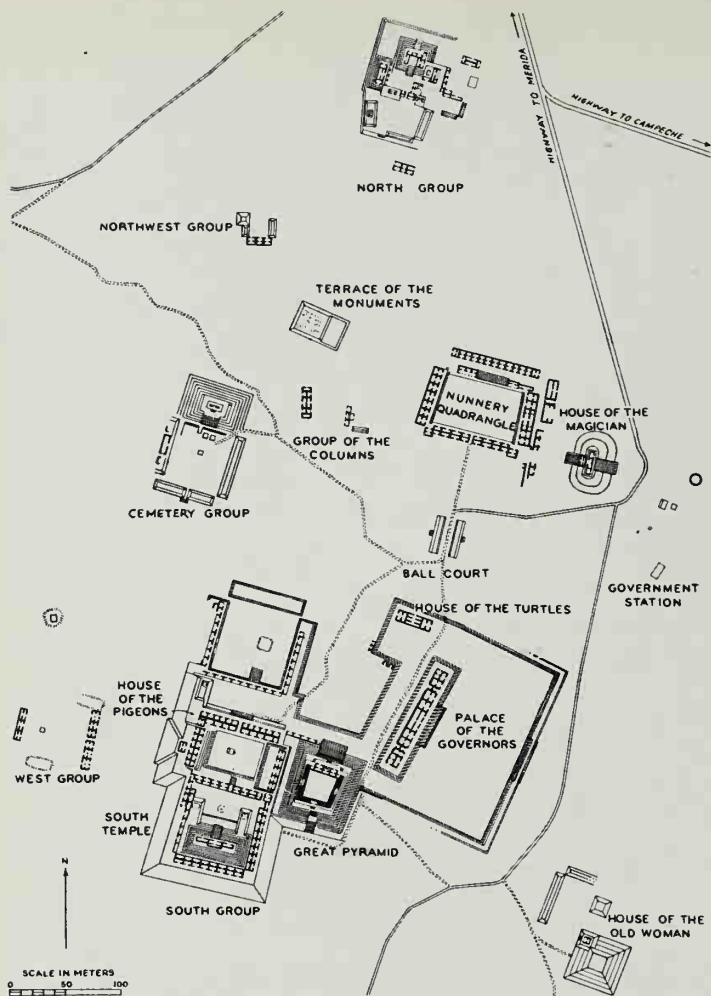 HIGHWAY TO MERIDA
HIGHWAY TO CAMPECHE
NORTH GROUP
NORTHWEST GROUP
TERRACE OF THE
MONUMENTS
NUNNERY
QUADRANGLE
HOUSE OF THE
MAGICIAN
GROUP OF THE
COLUMNS
CEMETERY GROUP
BALL COURT
GOVERNMENT
STATION
HOUSE OF THE TURTLES
HOUSE
OF THE
PIGEONS
PALACE
OF THE
GOVERNORS
WEST GROUP
SOUTH
TEMPLE
GREAT PYRAMID
SOUTH GROUP
HOUSE OF THE
OLD WOMAN
N
SCALE IN METERS
0 50 100